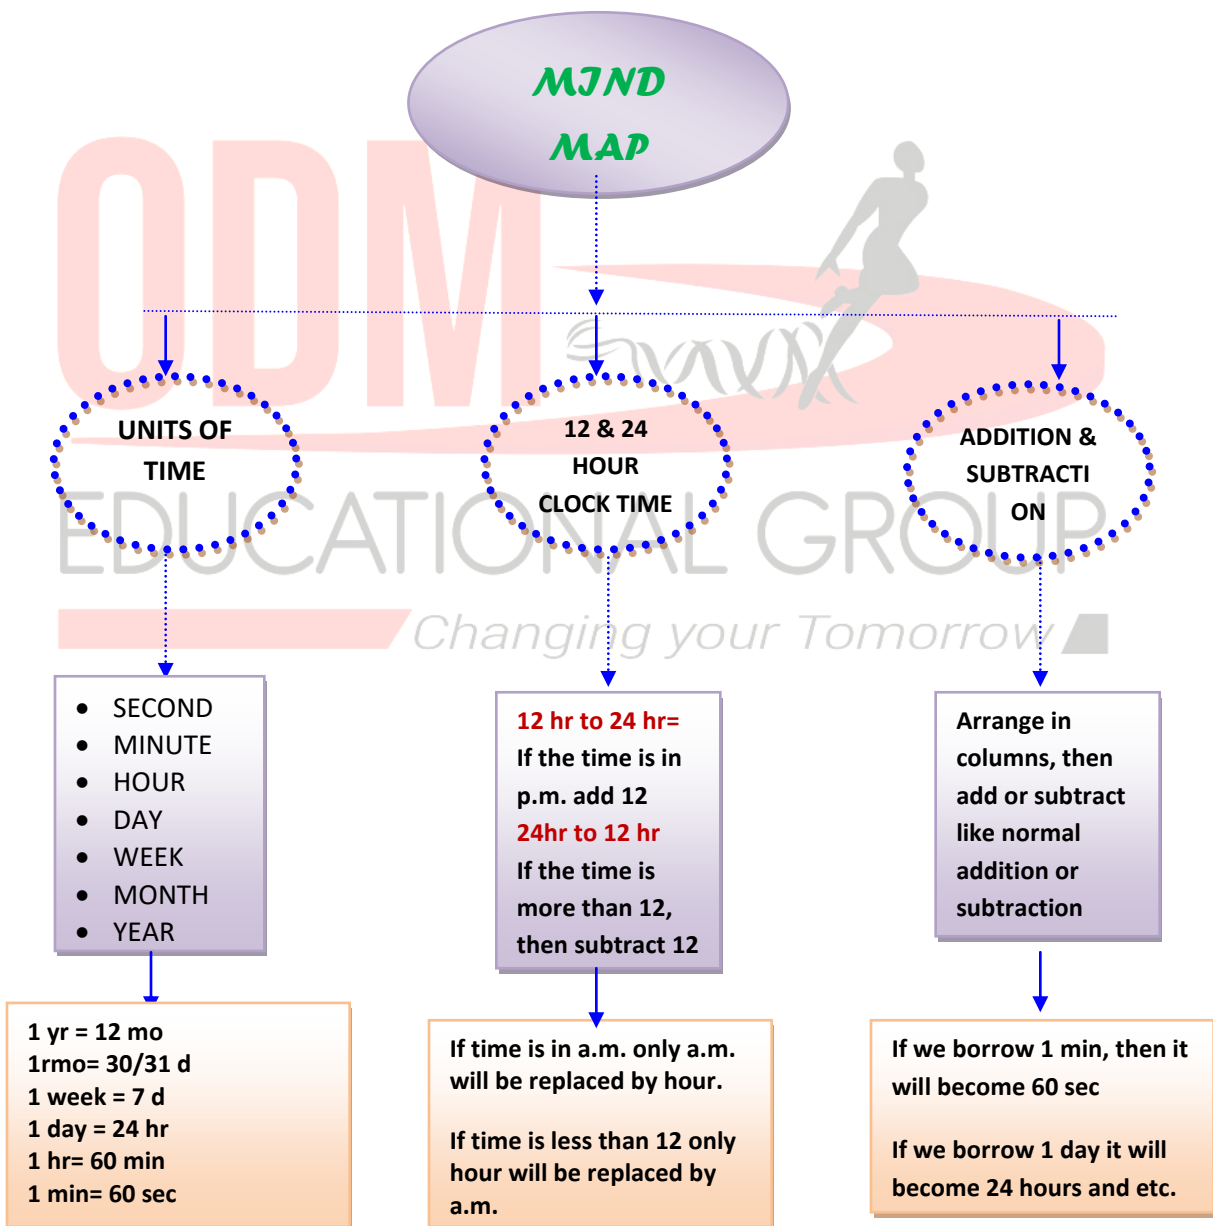 MIND
MAP
ODM
EDUCATIONAL GROUP
Changing your Tomorrow
UNITS OF
TIME
12 & 24
HOUR
CLOCK TIME
ADDITION &
SUBTRACTI
ON
• SECOND
• MINUTE
• HOUR
• DAY
• WEEK
• MONTH
• YEAR
12 hr to 24 hr=
If the time is in
p.m. add 12
24hr to 12 hr
If the time is
more than 12,
then subtract 12
Arrange in
columns, then
add or subtract
like normal
addition or
subtraction
1 yr = 12 mo
1rmo= 30/31 d
1 week = 7 d
1 day = 24 hr
1 hr= 60 min
1 min= 60 sec
If time is in a.m. only a.m.
will be replaced by hour.
If time is less than 12 only
hour will be replaced by
a.m.
If we borrow 1 min, then it
will become 60 sec
If we borrow 1 day it will
become 24 hours and etc.